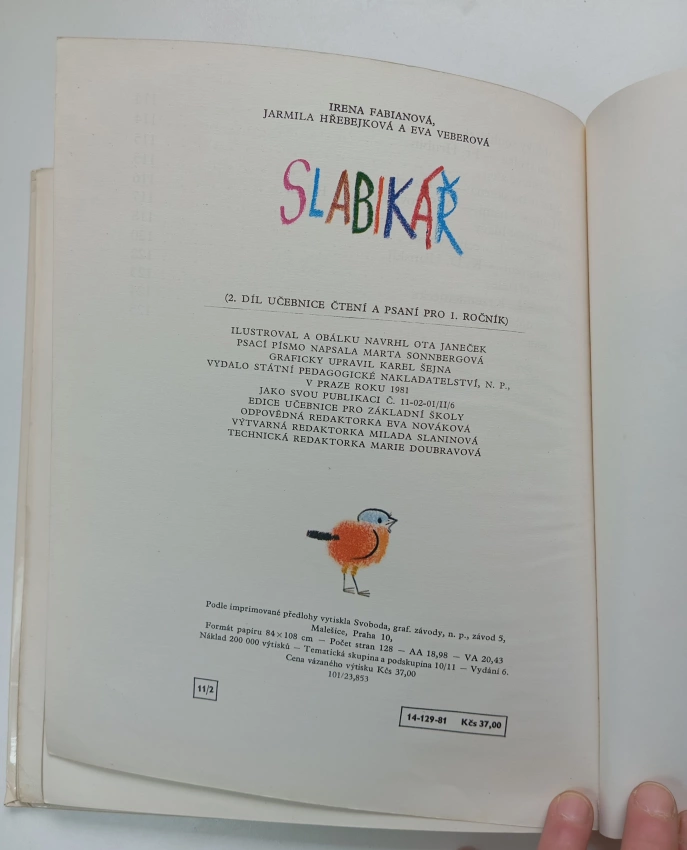 IRENA FABIANOVÁ,
JARMILA HŘEBEJKOVÁ A EVA VEBEROVÁ
SLABIKÁŘ
(2. DÍL UČEBNICE ČTENÍ A PSANÍ PRO 1. ROČNÍK)
ILUSTROVAL A OBÁLKU NAVRHL OTA JANEČEK
PSACÍ PÍSMO NAPSALA MARTA SONNBERGOVÁ
GRAFICKY UPRAVIL KAREL ŠEJNA
VYDALO STÁTNÍ PEDAGOGICKÉ NAKLADATELSTVÍ, N. P.,
V PRAZE ROKU 1981
JAKO SVOU PUBLIKACI Č. 11-02-01/II/6
EDICE UČEBNICE PRO ZÁKLADNÍ ŠKOLY
ODPOVĚDNÁ REDAKTORKA EVA NOVÁKOVÁ
VÝTVARNÁ REDAKTORKA MILADA SLANINOVÁ
TECHNICKÁ REDAKTORKA MARIE DOUBRAVOVÁ
Podle imprimované předlohy vytiskla Svoboda, graf. závody, n. p., závod 5,
Malešice, Praha 10,
Formát papíru 84×108 cm — Počet stran 128 — AA 18,98 — VA 20,43
Náklad 200 000 výtisků — Tematická skupina a podskupina 10/11 — Vydání 6.
Cena vázaného výtisku Kčs 37,00
101/23,853
11/2
14-129-81 Kčs 37,00